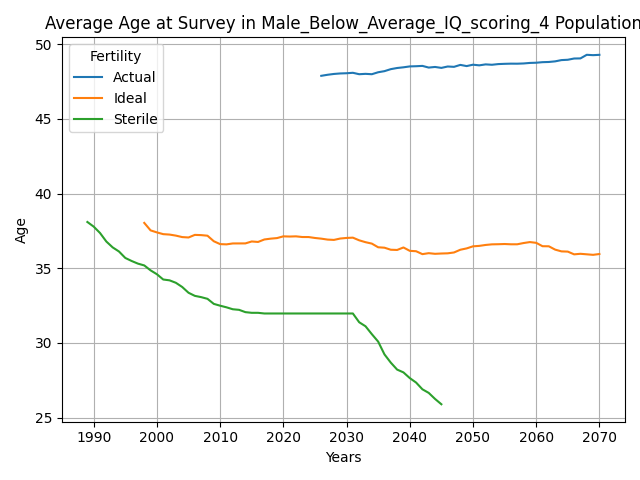 Average Age at Survey in Male_Below_Average_IQ_scoring_4 Population
Fertility
Actual
Ideal
Sterile
50
45
40
35
30
25
Age
1990 2000 2010 2020 2030 2040 2050 2060 2070
Years